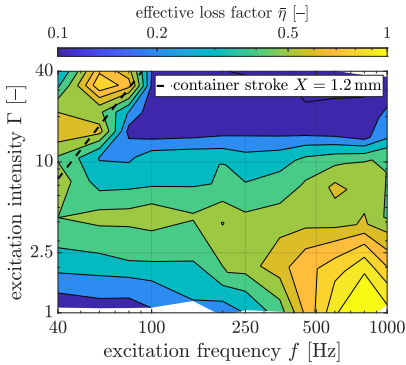 effective loss factor η̄ [–]
0.1 0.2 0.5 1
container stroke X = 1.2 mm
excitation intensity Γ [–]
40
10
2.5
1
40 100 250 500 1000
excitation frequency f [Hz]